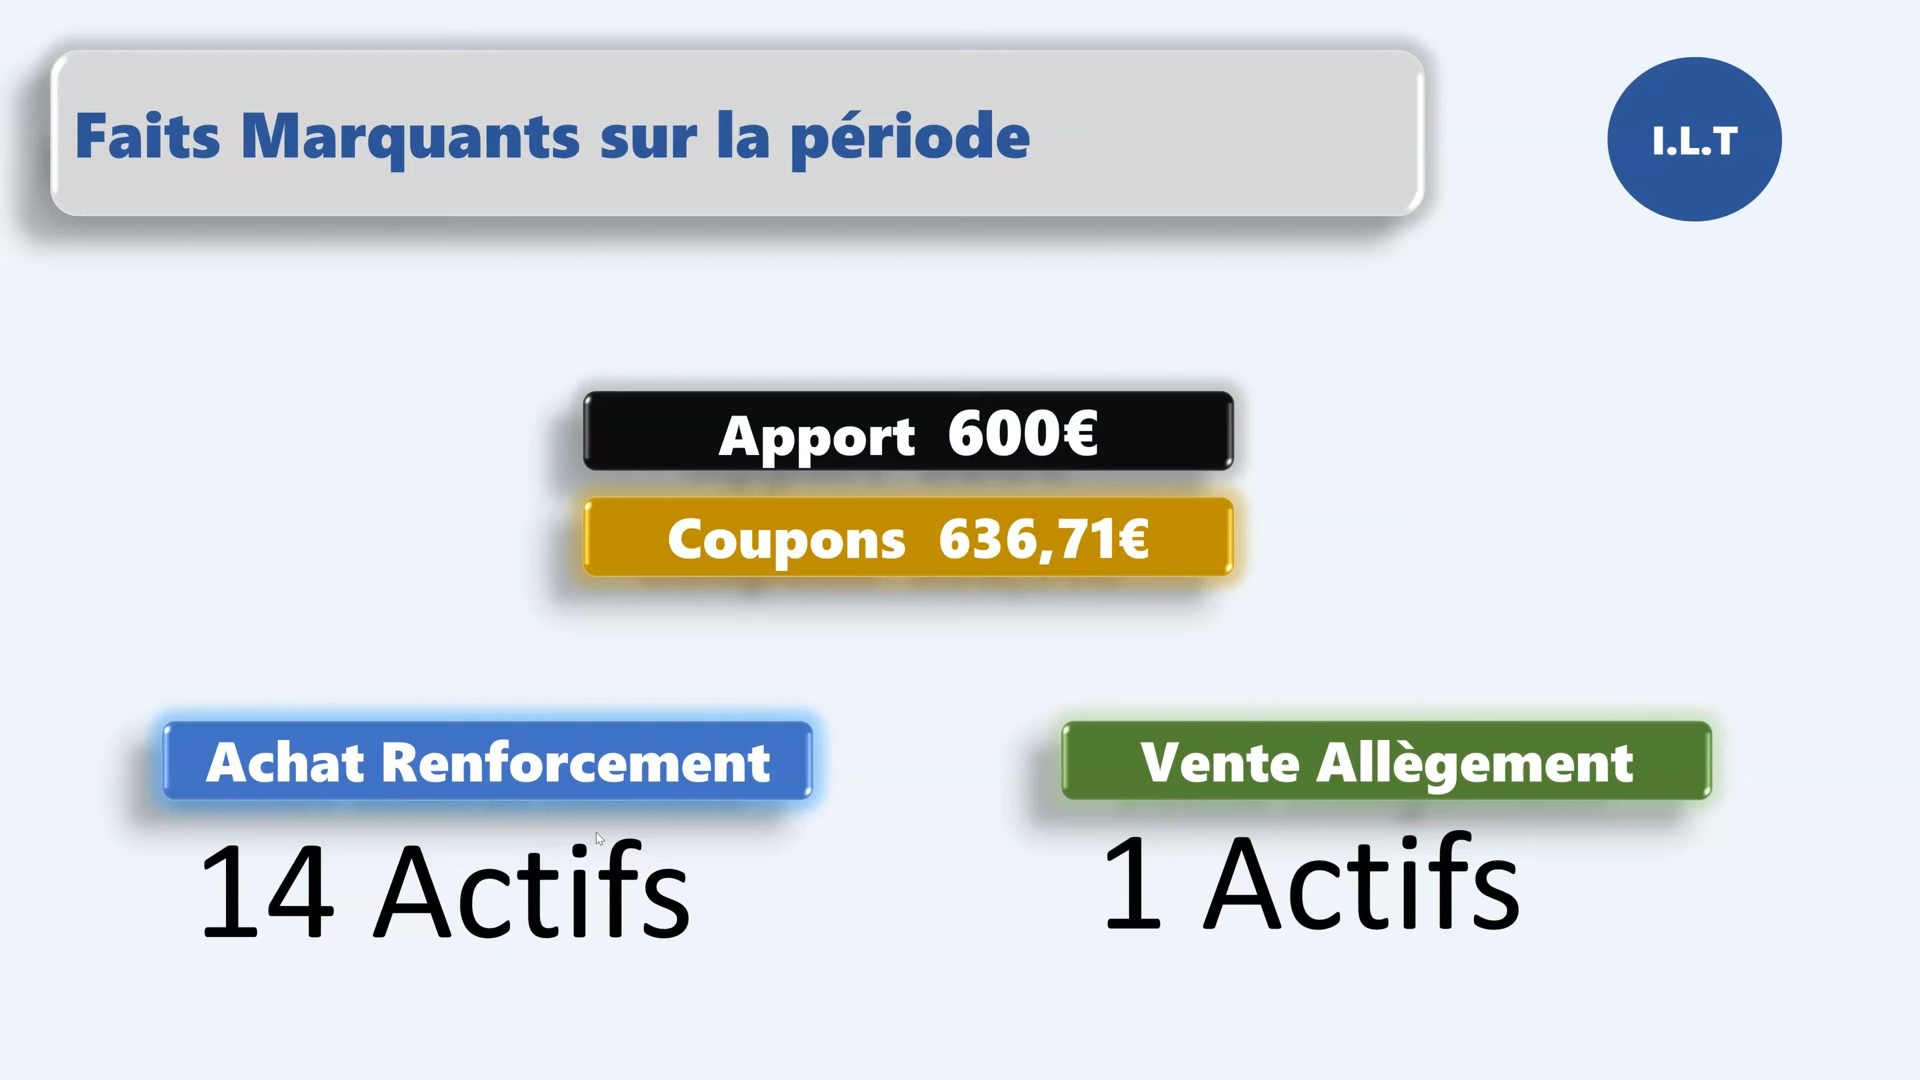 Faits Marquants sur la période
I.L.T
Apport 600€
Coupons 636,71€
Achat Renforcement
Vente Allègement
14 Actifs
1 Actifs